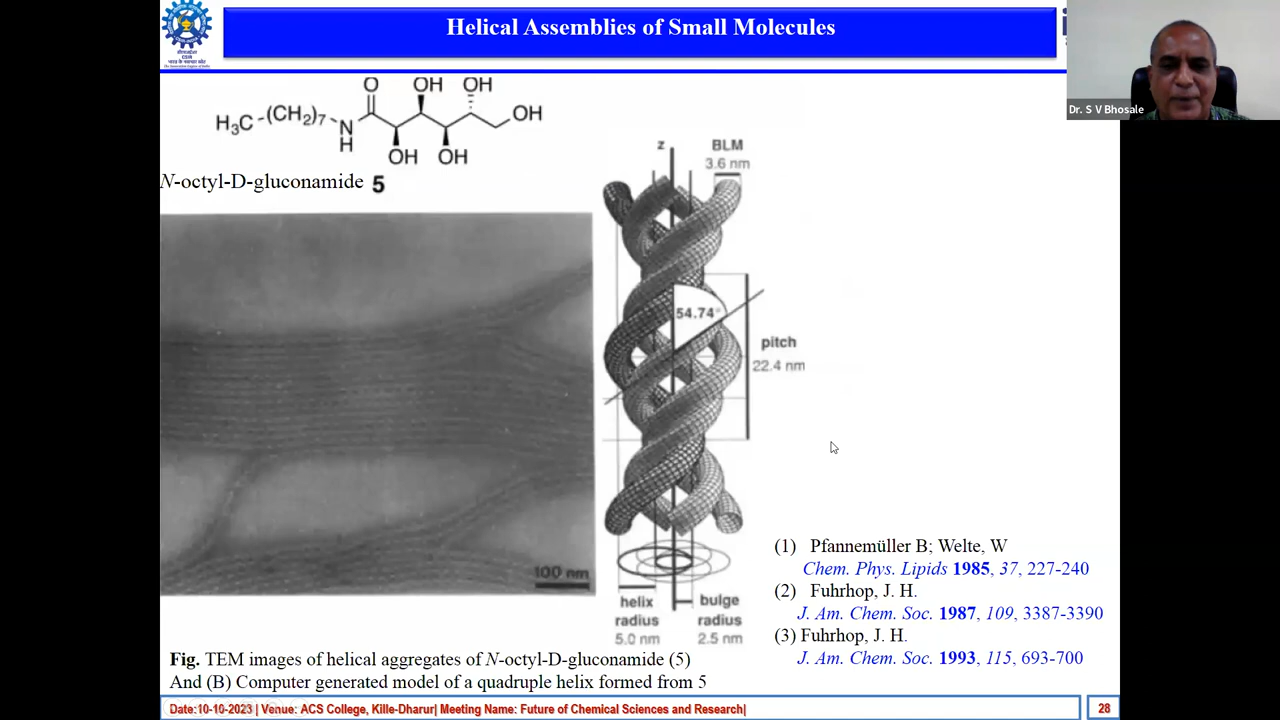 Helical Assemblies of Small Molecules
Dr. S V Bhosale
O OH OH
H₃C-(CH₂)₇ N H OH OH OH
N-octyl-D-gluconamide 5
z BLM
3.6 nm
54.74°
pitch
22.4 nm
100 nm
helix radius 5.0 nm
bulge radius 2.5 nm
(1) Pfannemüller B; Welte, W
Chem. Phys. Lipids 1985, 37, 227-240
(2) Fuhrhop, J. H.
J. Am. Chem. Soc. 1987, 109, 3387-3390
(3) Fuhrhop, J. H.
J. Am. Chem. Soc. 1993, 115, 693-700
Fig. TEM images of helical aggregates of N-octyl-D-gluconamide (5)
And (B) Computer generated model of a quadruple helix formed from 5
Date:10-10-2023| Venue: ACS College, Kille-Dharur| Meeting Name: Future of Chemical Sciences and Research|
28